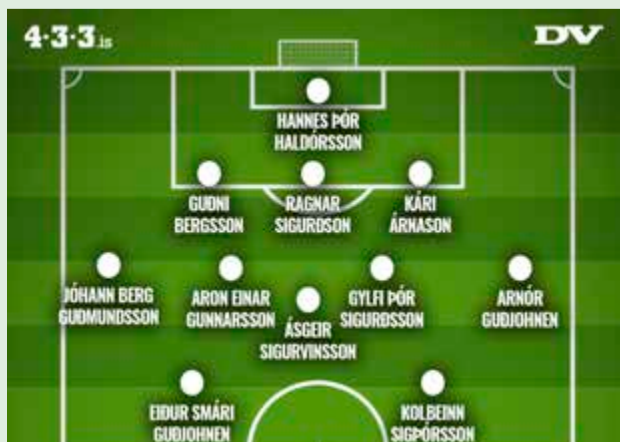 4·3·3.is
DV
HANNES ÞÓR
HALDÓRSSON
GUÐNI
BERGSSON
RAGNAR
SIGURÐSON
KÁRI
ÁRNASON
JÓHANN BERG
GUÐMUNDSSON
ARON EINAR
GUNNARSSON
ÁSGEIR
SIGURVINSSON
GYLFI ÞÓR
SIGURÐSSON
ARNÓR
GUÐJOHNEN
EIÐUR SMÁRI
GUÐJOHNEN
KOLBEINN
SIGÞÓRSSON